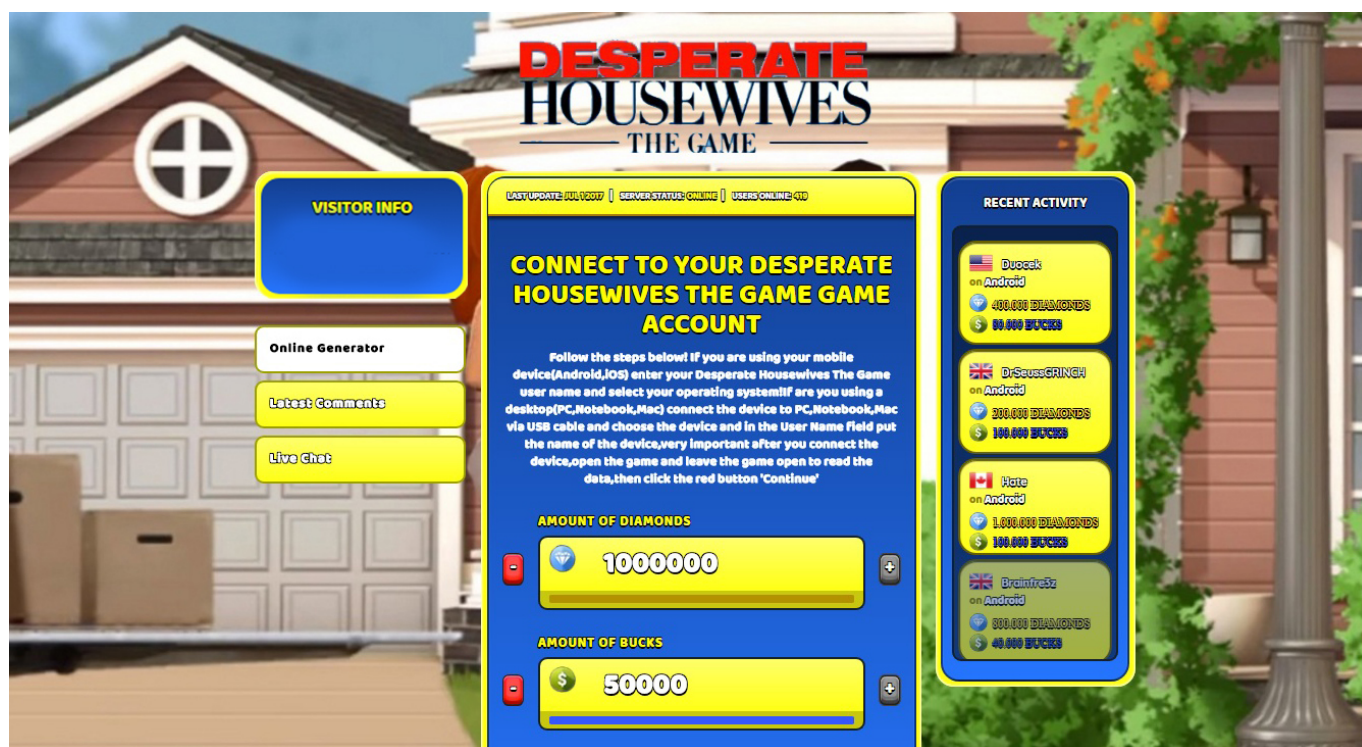 DESPERATE
HOUSEWIVES
THE GAME
VISITOR INFO
Online Generator
Latest Comments
Live Chat
LAST UPDATE: JUL 1 2017 | SERVER STATUS: ONLINE | USERS ONLINE: 419
CONNECT TO YOUR DESPERATE
HOUSEWIVES THE GAME GAME
ACCOUNT
Follow the steps below! If you are using your mobile
device(Android,iOS) enter your Desperate Housewives The Game
user name and select your operating system!If are you using a
desktop(PC,Notebook,Mac) connect the device to PC,Notebook,Mac
via USB cable and choose the device and in the User Name field put
the name of the device,very important after you connect the
device,open the game and leave the game open to read the
data,then click the red button 'Continue'
AMOUNT OF DIAMONDS
- 1000000 +
AMOUNT OF BUCKS
- $ 50000 +
RECENT ACTIVITY
Duocek
on Android
400.000 DIAMONDS
$ 80.000 BUCKS
DrSeussGRINCH
on Android
200.000 DIAMONDS
$ 100.000 BUCKS
Hate
on Android
1.000.000 DIAMONDS
$ 100.000 BUCKS
Brainfre3z
on Android
800.000 DIAMONDS
$ 40.000 BUCKS